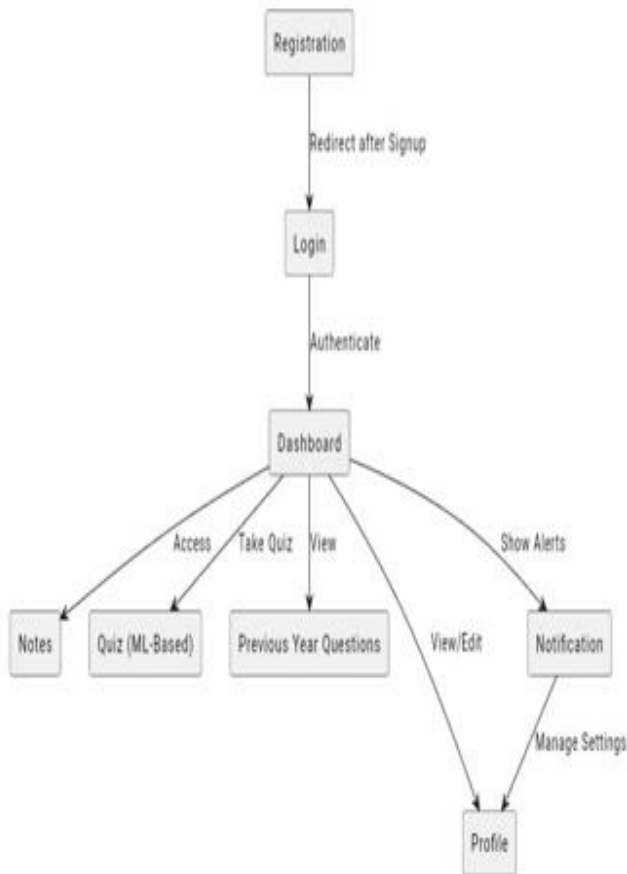 Registration
Redirect after Signup
Login
Authenticate
Dashboard
Access
Take Quiz
View
Show Alerts
Notes
Quiz (ML-Based)
Previous Year Questions
View/Edit
Notification
Manage Settings
Profile